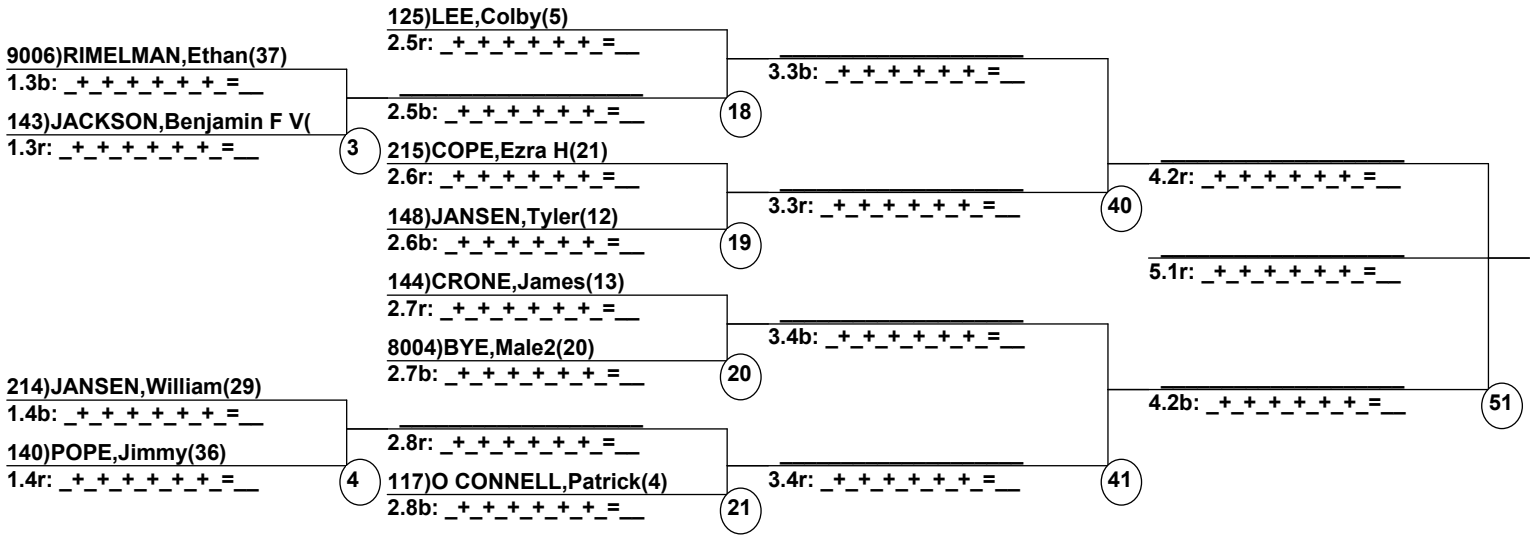 9006)RIMELMAN,Ethan(37)
1.3b: _+_+_+_+_+_=__
143)JACKSON,Benjamin F V(
1.3r: _+_+_+_+_+_=__
3
214)JANSEN,William(29)
1.4b: _+_+_+_+_+_=__
140)POPE,Jimmy(36)
1.4r: _+_+_+_+_+_=__
4
125)LEE,Colby(5)
2.5r: _+_+_+_+_+_=__
2.5b: _+_+_+_+_+_=__
18
215)COPE,Ezra H(21)
2.6r: _+_+_+_+_+_=__
148)JANSEN,Tyler(12)
2.6b: _+_+_+_+_+_=__
19
144)CRONE,James(13)
2.7r: _+_+_+_+_+_=__
8004)BYE,Male2(20)
2.7b: _+_+_+_+_+_=__
20
2.8r: _+_+_+_+_+_=__
117)O CONNELL,Patrick(4)
2.8b: _+_+_+_+_+_=__
21
3.3b: _+_+_+_+_+_=__
3.3r: _+_+_+_+_+_=__
40
3.4b: _+_+_+_+_+_=__
3.4r: _+_+_+_+_+_=__
41
4.2r: _+_+_+_+_+_=__
5.1r: _+_+_+_+_+_=__
4.2b: _+_+_+_+_+_=__
51